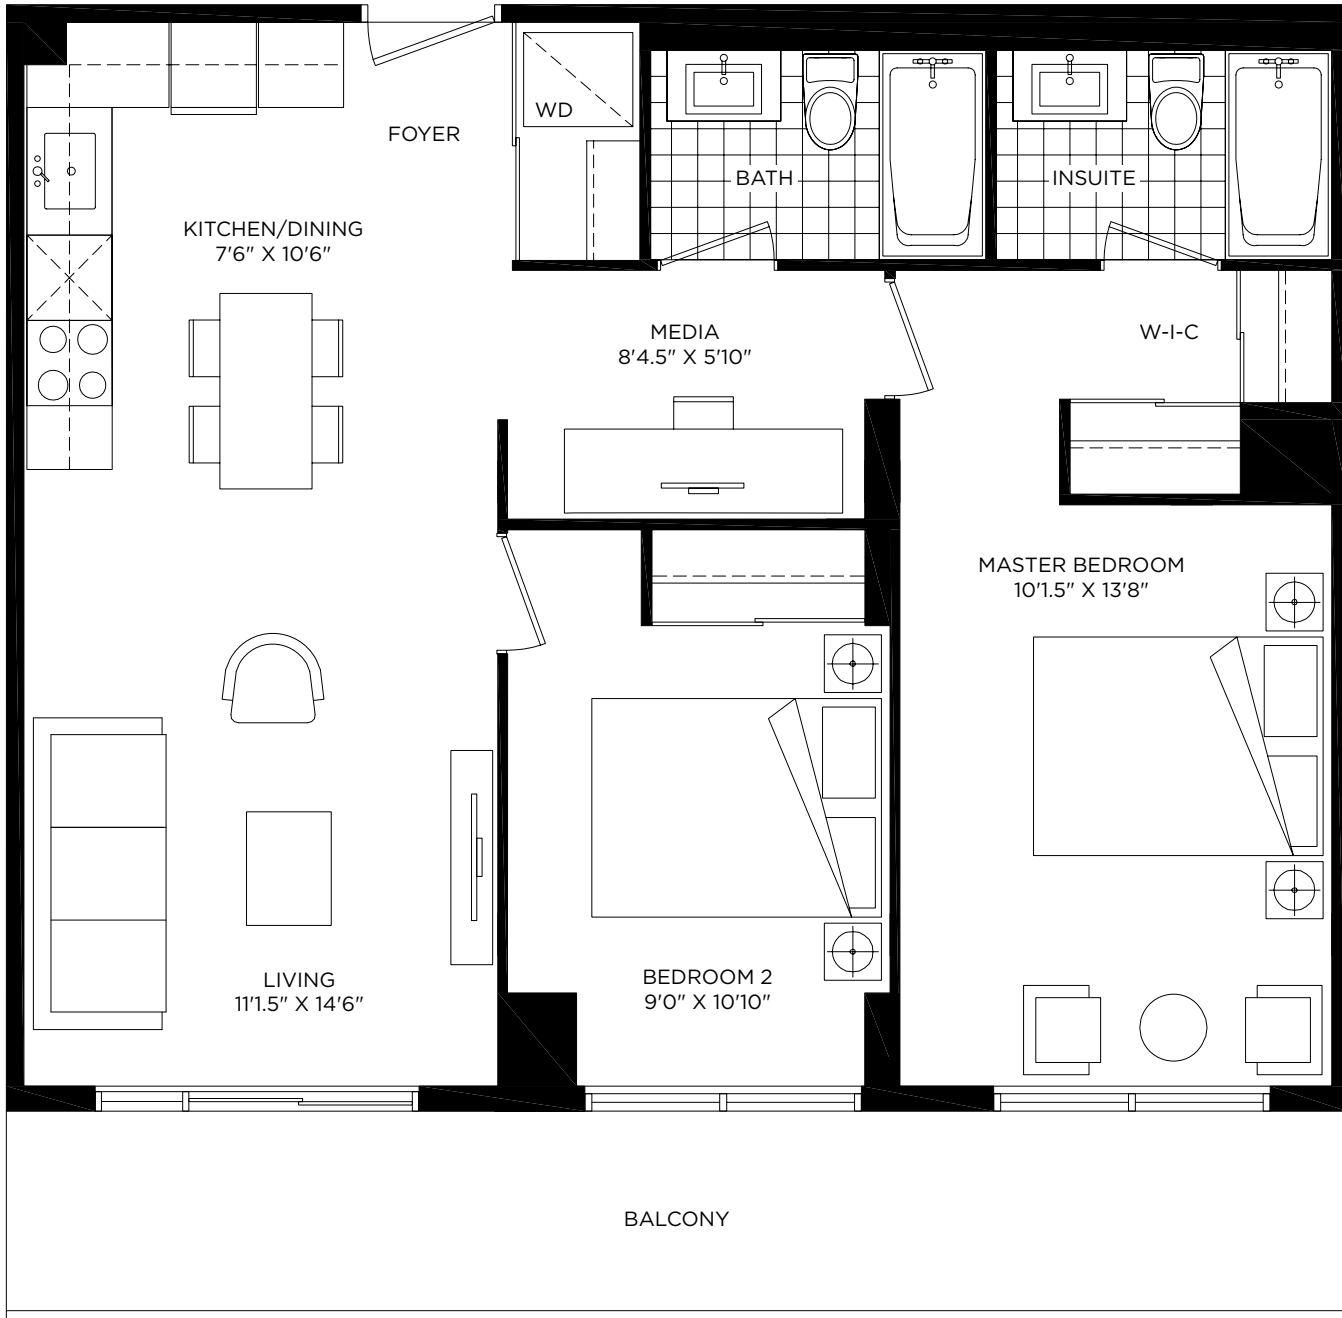 WD
FOYER
BATH
INSUITE
KITCHEN/DINING
7'6" X 10'6"
MEDIA
8'4.5" X 5'10"
W-I-C
MASTER BEDROOM
10'1.5" X 13'8"
LIVING
11'1.5" X 14'6"
BEDROOM 2
9'0" X 10'10"
BALCONY